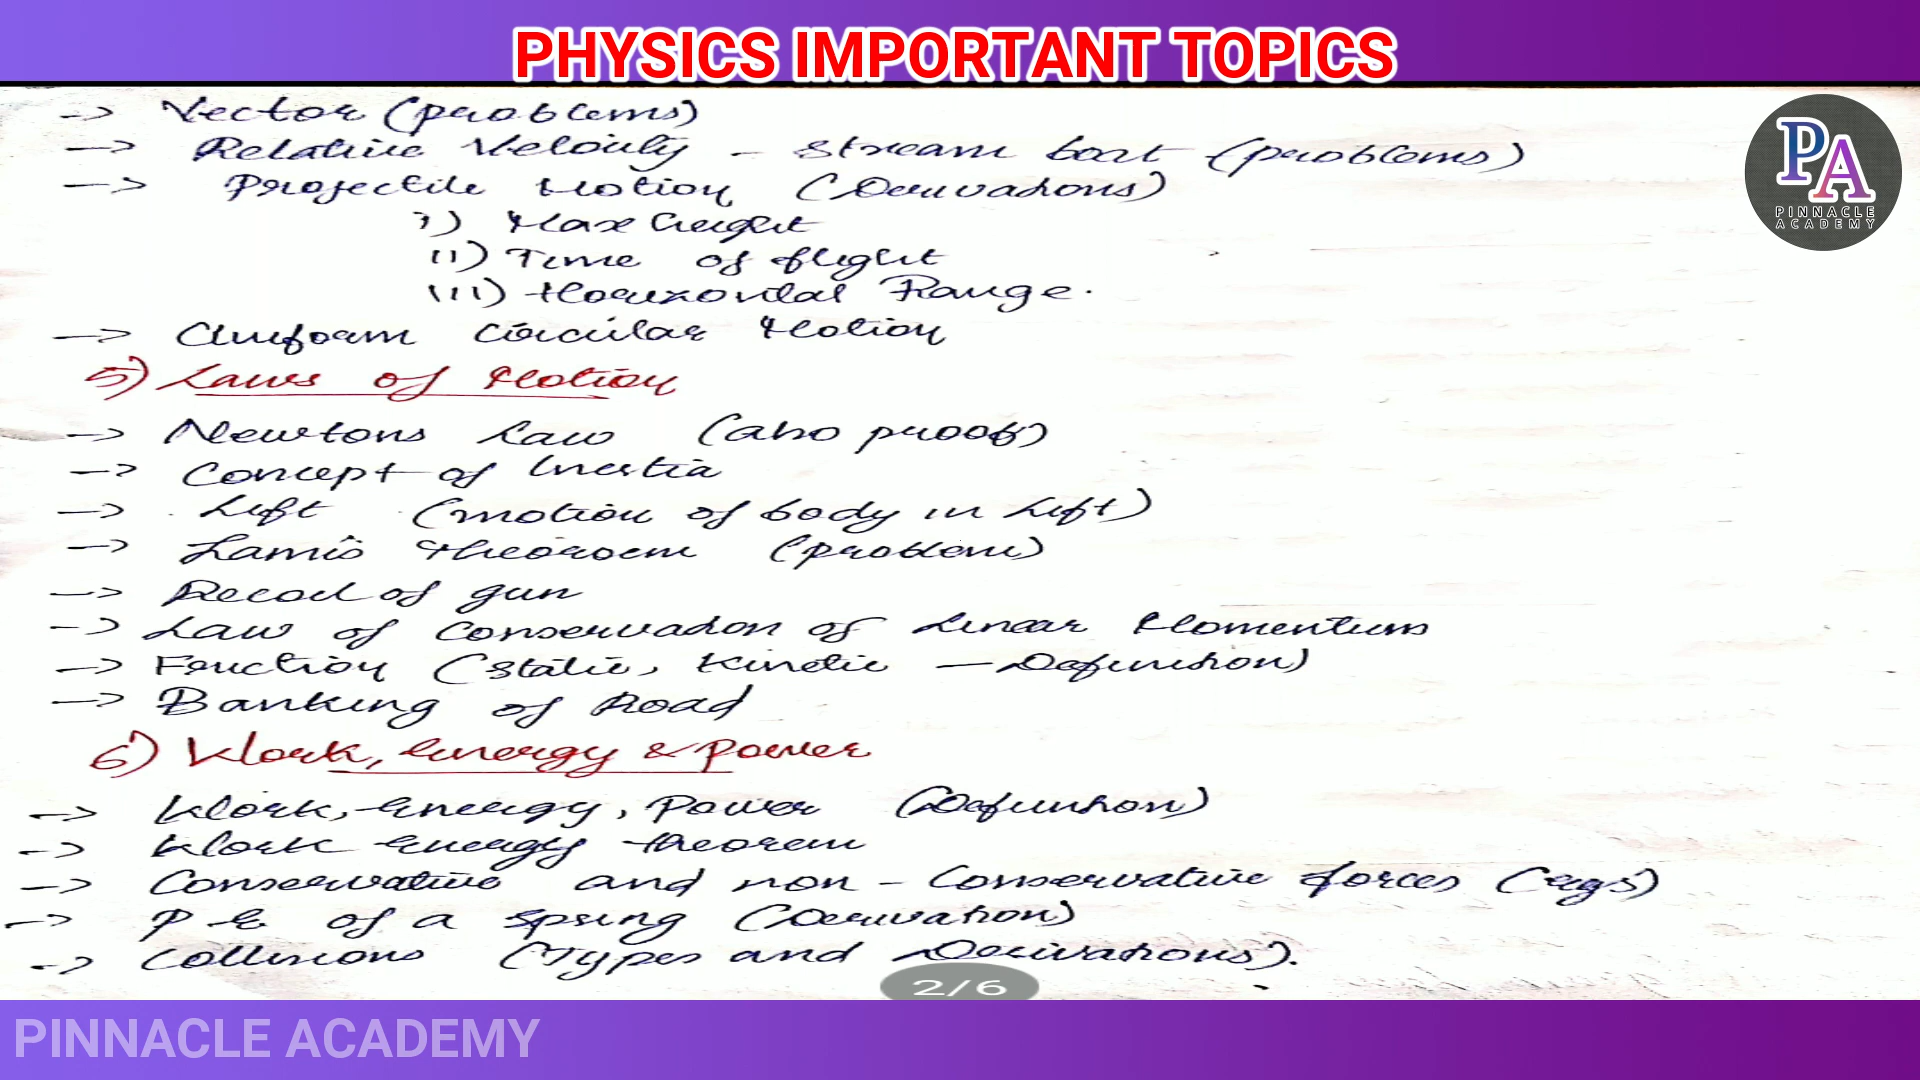 PHYSICS IMPORTANT TOPICS
-> Vector (problems)
-> Relative Velocity - stream boat (problems)
-> Projectile Motion (Derivations)
i) Max height
ii) Time of flight
iii) Horizontal Range.
-> Uniform circular Motion
5) Laws of Motion
-> Newtons Law (also proofs)
-> Concept of Inertia
-> Lift (motion of body in lift)
-> Lamis theorem (problem)
-> Recoil of gun
-> Law of Conservation of Linear Momentum
-> Friction (Static, Kinetic - Definition)
-> Banking of Road
6) Work, Energy & Power
-> Work, Energy, Power (Definition)
-> Work Energy theorem
-> Conservative and non-Conservative forces (egs)
-> P.E of a spring (Derivation)
-> Collisions (Types and Derivations).
2/6
PA
PINNACLE
ACADEMY
PINNACLE ACADEMY